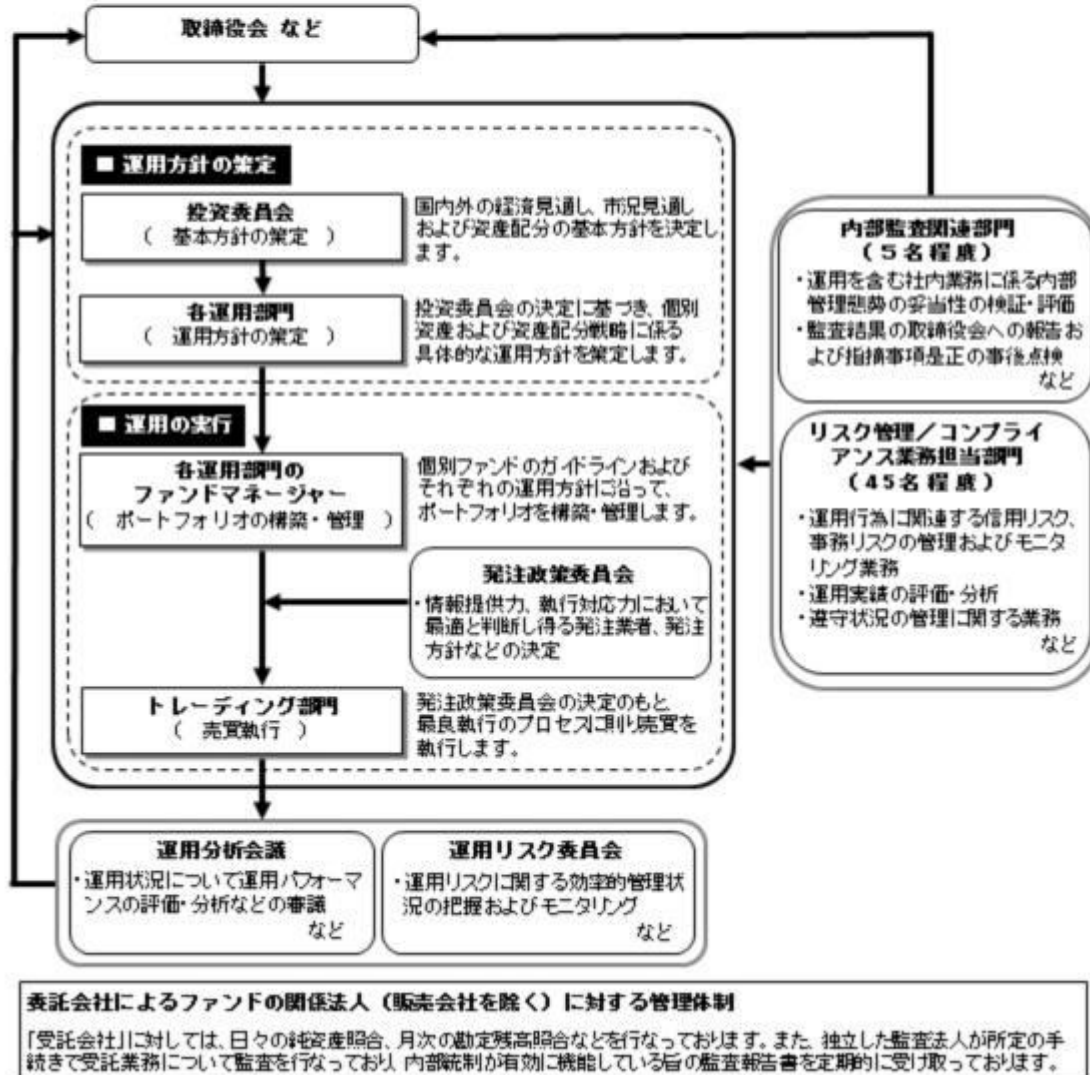 取締役会 など
■ 運用方針の策定
投資委員会
（ 基本方針の策定 ）
国内外の経済見通し、市況見通し
および資産配分の基本方針を決定し
ます。
各運用部門
（ 運用方針の策定 ）
投資委員会の決定に基づき、個別
資産および資産配分戦略に係る
具体的な運用方針を策定します。
■ 運用の実行
各運用部門の
ファンドマネージャー
（ ポートフォリオの構築・管理 ）
個別ファンドのガイドラインおよび
それぞれの運用方針に沿って、
ポートフォリオを構築・管理します。
発注政策委員会
・情報提供力、執行対応力において
最適と判断し得る発注業者、発注
方針などの決定
トレーディング部門
（ 売買執行 ）
発注政策委員会の決定のもと、
最良執行のプロセスに則り売買を
執行します。
内部監査関連部門
（５名程度）
・運用を含む社内業務に係る内部
管理態勢の妥当性の検証・評価
・監査結果の取締役会への報告お
よび指摘事項是正の事後点検
など
リスク管理／コンプライ
アンス業務担当部門
（４５名程度）
・運用行為に関連する信用リスク、
事務リスクの管理およびモニタ
リング業務
・運用実績の評価・分析
・遵守状況の管理に関する業務
など
運用分析会議
・運用状況について運用パフォーマ
ンスの評価・分析などの審議
など
運用リスク委員会
・運用リスクに関する効率的管理状
況の把握およびモニタリング
など
委託会社によるファンドの関係法人（販売会社を除く）に対する管理体制
「受託会社」に対しては、日々の純資産照合、月次の勘定残高照合などを行なっております。また、独立した監査法人が所定の手
続きで受託業務について監査を行なっており、内部統制が有効に機能している旨の監査報告書を定期的に受け取っております。